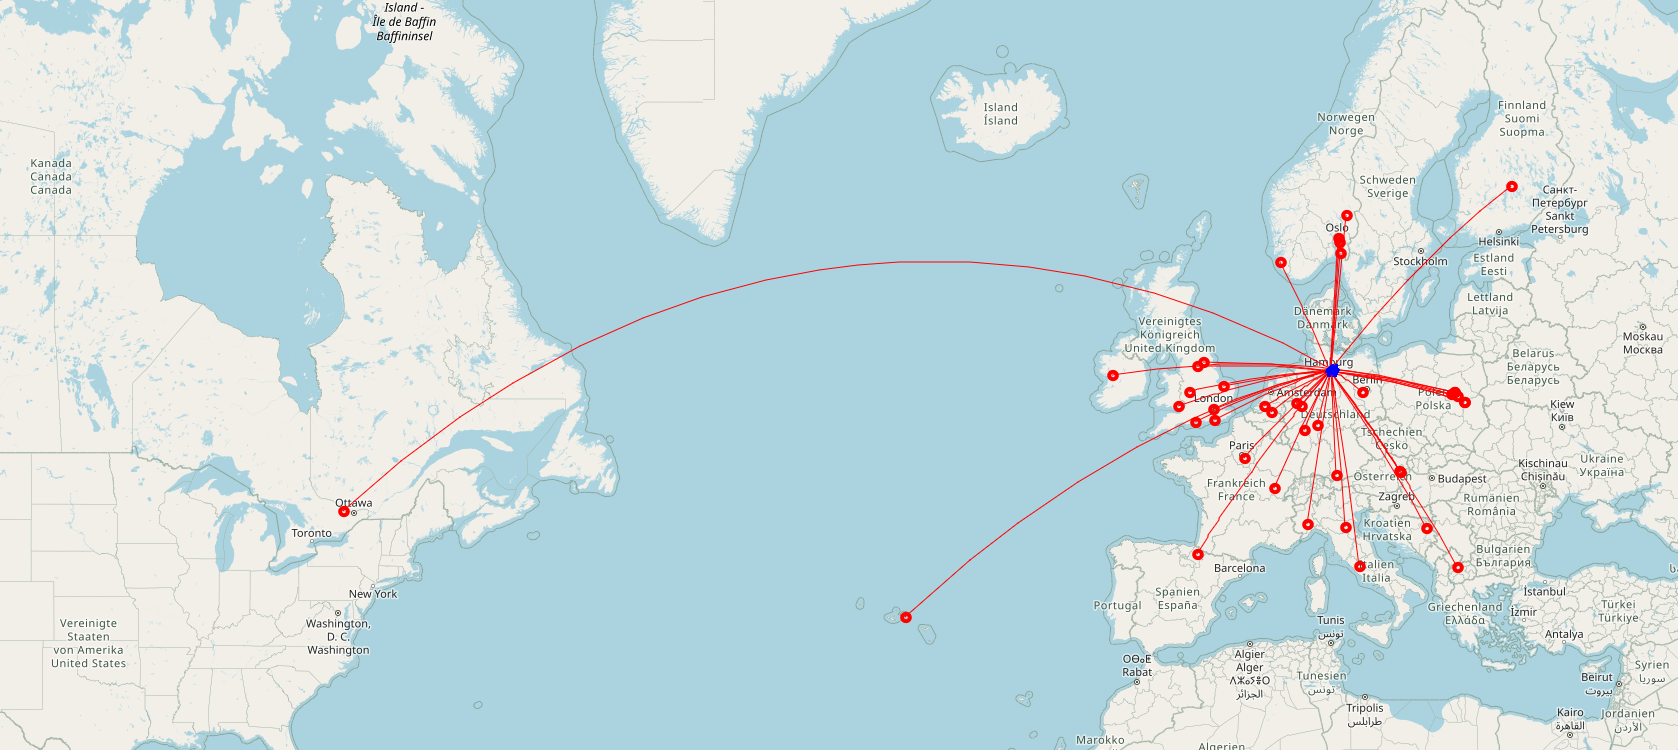 Island -
Île de Baffin
Baffininsel
Kanada
Canada
Canada
Island
Ísland
Norwegen
Norge
Finnland
Suomi
Suopma
Schweden
Sverige
Санкт-
Петербург
Sankt
Petersburg
Oslo
Helsinki
Stockholm
Estland
Eesti
Lettland
Latvija
Dänemark
Danmark
Vereinigtes
Königreich
United Kingdom
Moskau
Москва
Belarus
Беларусь
Беларусь
Hamburg
Berlin
Amsterdam
London
Polen
Polska
Deutschland
Kiew
Київ
Tschechien
Česko
Paris
Ukraine
Україна
Kischinau
Chișinău
Österreich
Budapest
Frankreich
France
Zagreb
Rumänien
România
Kroatien
Hrvatska
Bulgarien
България
Ottawa
Toronto
New York
Washington,
D. C.
Washington
Vereinigte
Staaten
von Amerika
United States
Barcelona
Italien
Italia
Spanien
España
Portugal
Griechenland
Ελλάδα
İstanbul
İzmir
Türkei
Türkiye
Antalya
Tunis
تونس
Algier
Alger
الجزائر
Rabat
Tunesien
تونس
Syrien
سوريا
Beirut
بيروت
Tripolis
طرابلس
Kairo
القاهرة
Jordanien
الأردن
Marokko
Algerien